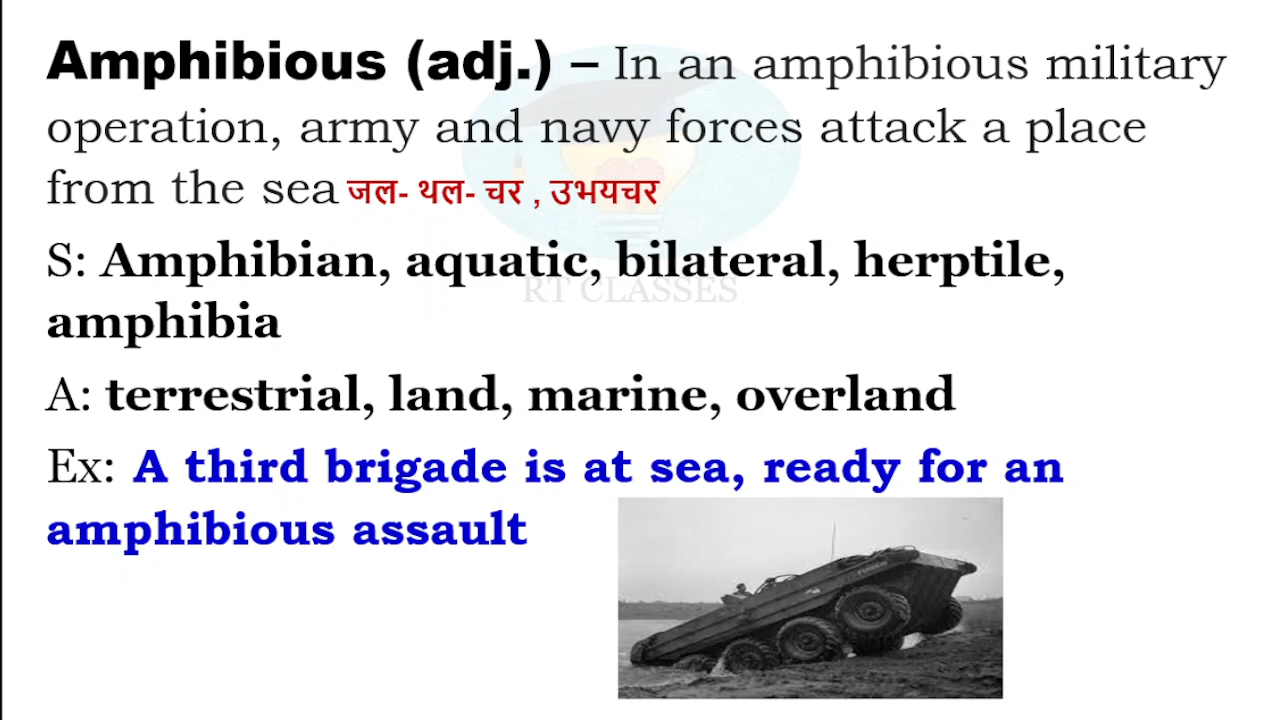 Amphibious (adj.) – In an amphibious military
operation, army and navy forces attack a place
from the sea जल- थल- चर , उभयचर
S: Amphibian, aquatic, bilateral, herptile,
RT CLASSES
amphibia
A: terrestrial, land, marine, overland
Ex: A third brigade is at sea, ready for an
amphibious assault